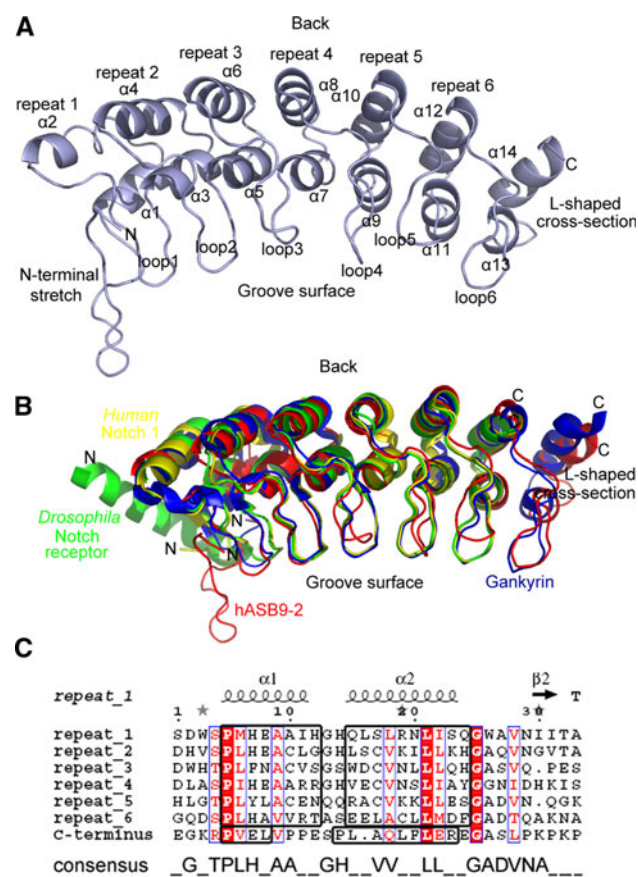 A
Back
repeat 1
α2
repeat 2
α4
repeat 3
α6
repeat 4
α8
α10
repeat 5
α12
repeat 6
α14
C
L-shaped
cross-section
α1
N
α3
α5
α7
α9
α11
α13
loop1
loop2
loop3
loop4
loop5
loop6
N-terminal
stretch
Groove surface
B
Back
Human
Notch 1
N
Drosophila
Notch
receptor
N
N
hASB9-2
Groove surface
Gankyrin
C
C
C
L-shaped
cross-section
C
α1 α2 β2
repeat_1 T
1 10 20 30
repeat_1 SDWSPMHEAAIHGHQLSLRNLISQGWAVNIITA
repeat_2 DHVSPLHEACLGGHLSCVKILLKHGAQVNGVTA
repeat_3 DWHTPLFNACVSGSWDCVNLLLQHGASVQ.PES
repeat_4 DLASPIHEAARRGHVECVNSLIAYGGNIDHKIS
repeat_5 HLGTPLYLACENQQRACVKKLLESGADVN.QGK
repeat_6 QDSPLHAVVRTASEELACLLMDFGADTQAKNA
C-terminus EGKRPVELVPPESPL.AQLFLEREGASLPKPKP
consensus _G_TPLH_AA__GH__VV__LL__GADVNA___